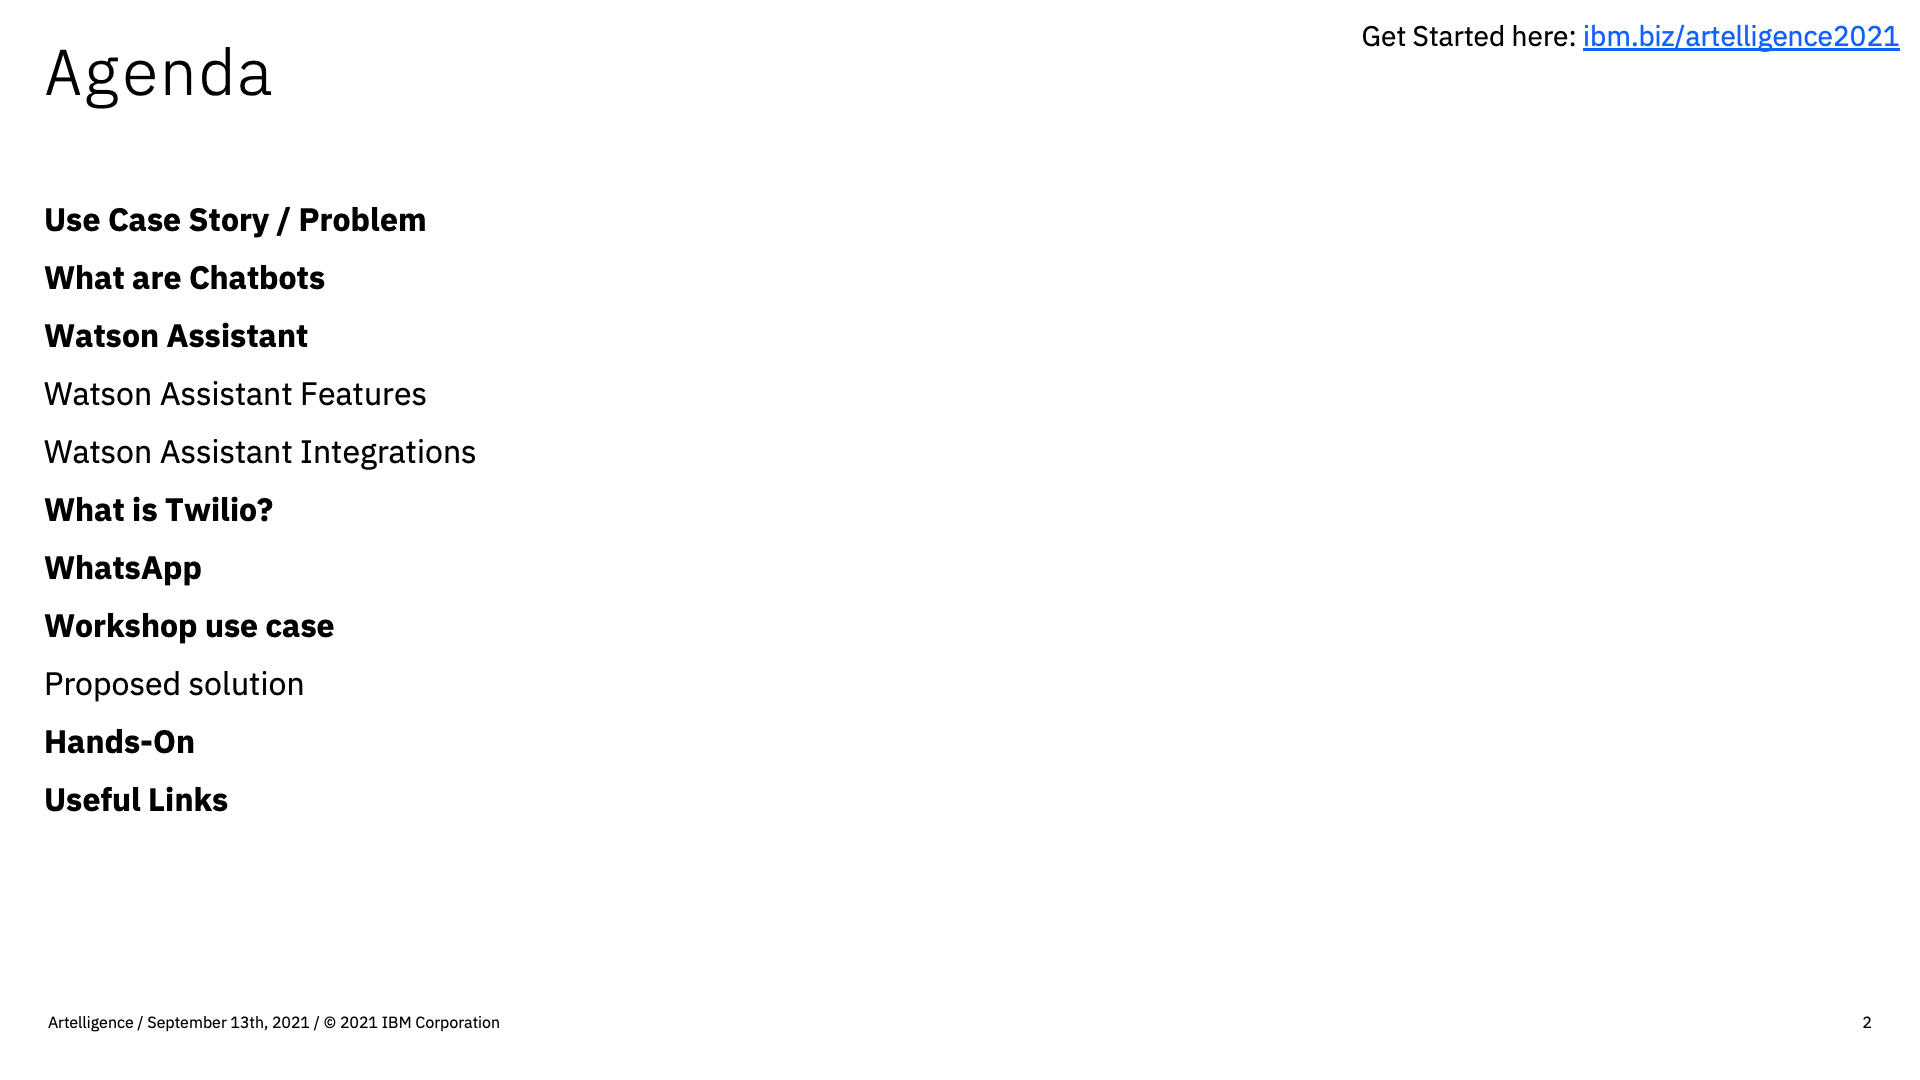 Get Started here: ibm.biz/artelligence2021
Agenda
Use Case Story / Problem
What are Chatbots
Watson Assistant
Watson Assistant Features
Watson Assistant Integrations
What is Twilio?
WhatsApp
Workshop use case
Proposed solution
Hands-On
Useful Links
Artelligence / September 13th, 2021 / © 2021 IBM Corporation
2